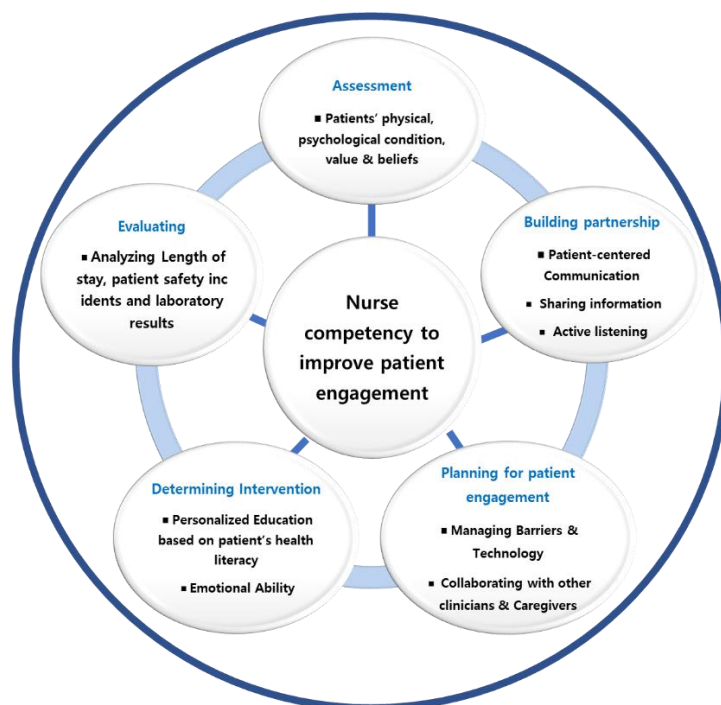 Assessment
▪ Patients' physical,
psychological condition,
value & beliefs
Building partnership
▪ Patient-centered
Communication
▪ Sharing information
▪ Active listening
Planning for patient
engagement
▪ Managing Barriers &
Technology
▪ Collaborating with other
clinicians & Caregivers
Determining Intervention
▪ Personalized Education
based on patient's health
literacy
▪ Emotional Ability
Evaluating
▪ Analyzing Length of
stay, patient safety inc
idents and laboratory
results
Nurse
competency to
improve patient
engagement